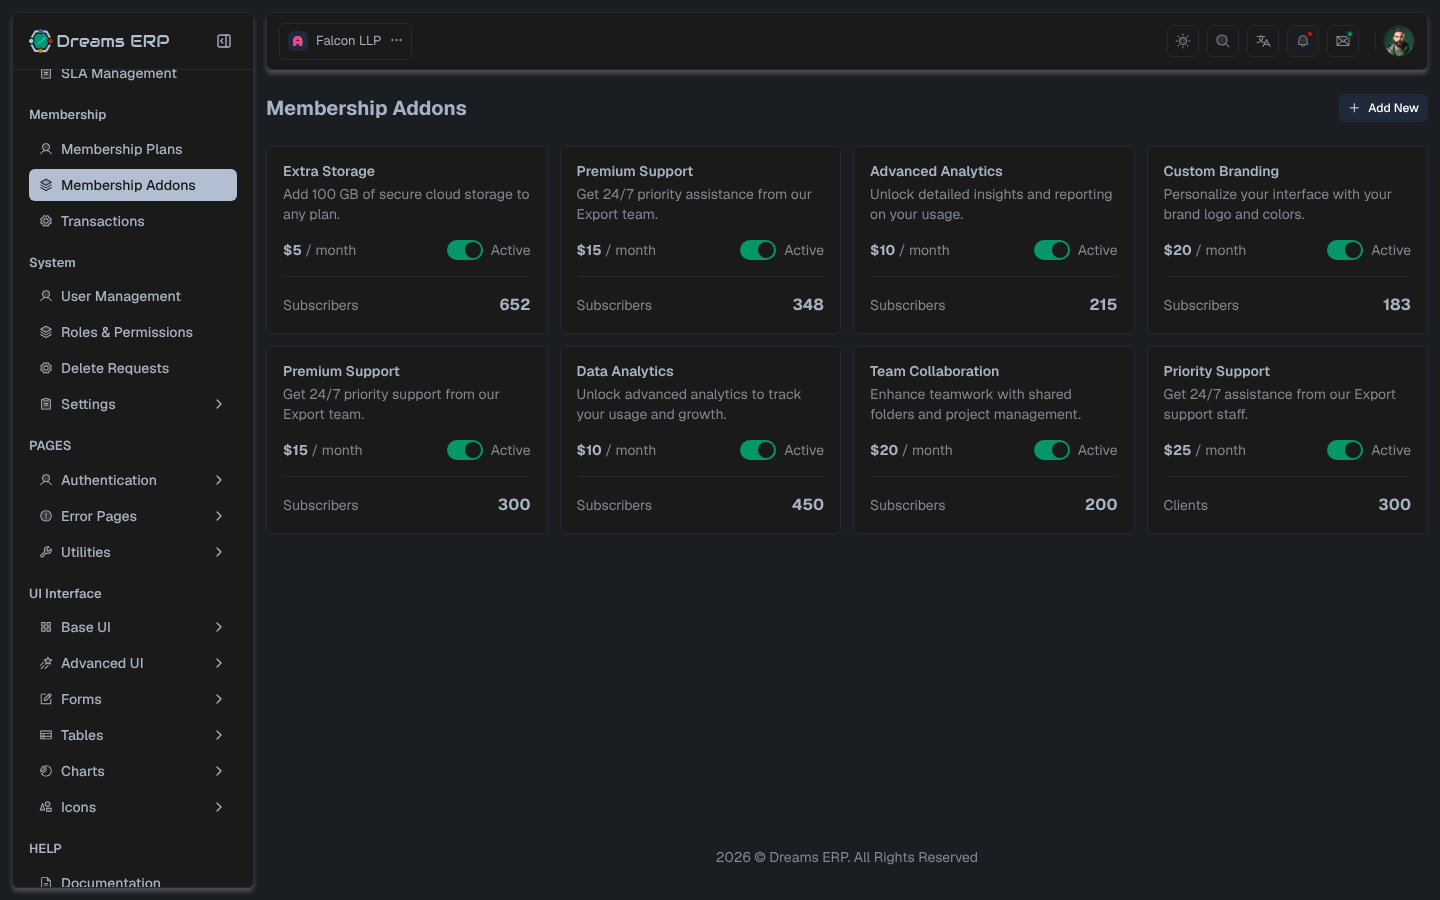 Dreams ERP
SLA Management
Membership
Membership Plans
Membership Addons
Transactions
System
User Management
Roles & Permissions
Delete Requests
Settings
PAGES
Authentication
Error Pages
Utilities
UI Interface
Base UI
Advanced UI
Forms
Tables
Charts
Icons
HELP
Documentation
Falcon LLP
Membership Addons
Add New
Extra Storage
Add 100 GB of secure cloud storage to
any plan.
$5 / month Active
Subscribers 652
Premium Support
Get 24/7 priority assistance from our
Export team.
$15 / month Active
Subscribers 348
Advanced Analytics
Unlock detailed insights and reporting
on your usage.
$10 / month Active
Subscribers 215
Custom Branding
Personalize your interface with your
brand logo and colors.
$20 / month Active
Subscribers 183
Premium Support
Get 24/7 priority support from our
Export team.
$15 / month Active
Subscribers 300
Data Analytics
Unlock advanced analytics to track
your usage and growth.
$10 / month Active
Subscribers 450
Team Collaboration
Enhance teamwork with shared
folders and project management.
$20 / month Active
Subscribers 200
Priority Support
Get 24/7 assistance from our Export
support staff.
$25 / month Active
Clients 300
2026 © Dreams ERP. All Rights Reserved